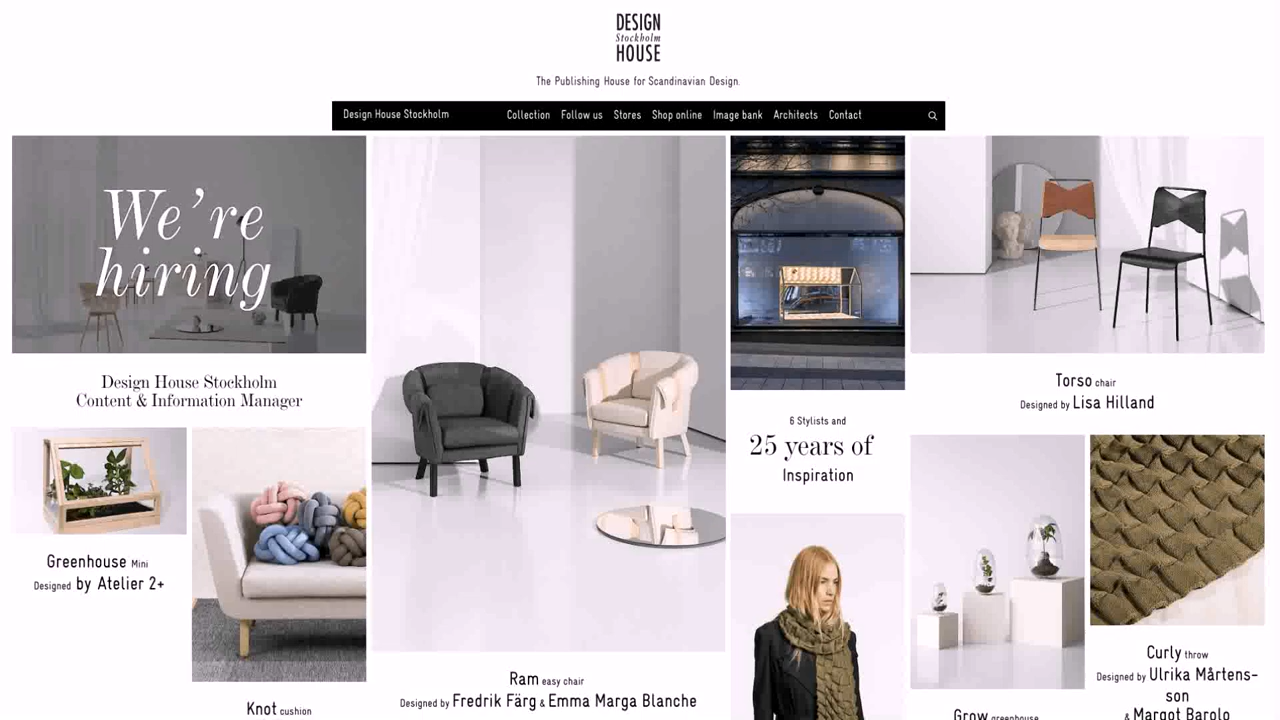 DESIGN
Stockholm
HOUSE
The Publishing House for Scandinavian Design.
Design House Stockholm Collection Follow us Stores Shop online Image bank Architects Contact
We're
hiring
Design House Stockholm
Content & Information Manager
Greenhouse Mini
Designed by Atelier 2+
Knot cushion
Ram easy chair
Designed by Fredrik Färg & Emma Marga Blanche
6 Stylists and
25 years of
Inspiration
Torso chair
Designed by Lisa Hilland
Grow greenhouse
Curly throw
Designed by Ulrika Mårtens-
son
& Margot Barolo